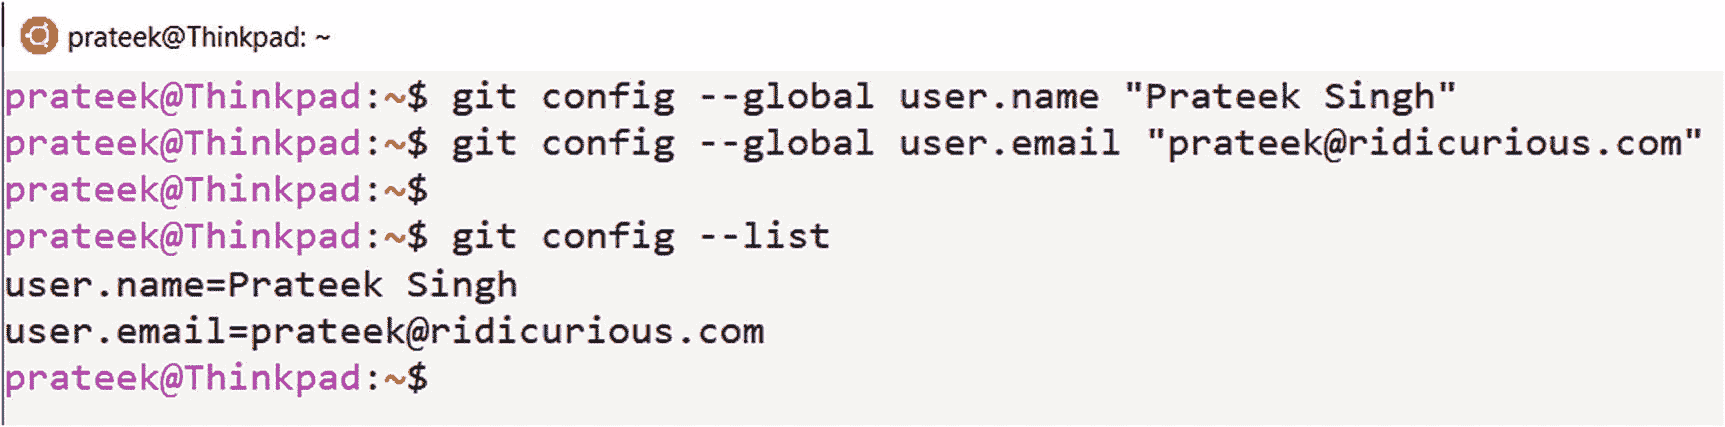 prateek@Thinkpad: ~
prateek@Thinkpad:~$ git config --global user.name "Prateek Singh"
prateek@Thinkpad:~$ git config --global user.email "prateek@ridicurious.com"
prateek@Thinkpad:~$
prateek@Thinkpad:~$ git config --list
user.name=Prateek Singh
user.email=prateek@ridicurious.com
prateek@Thinkpad:~$